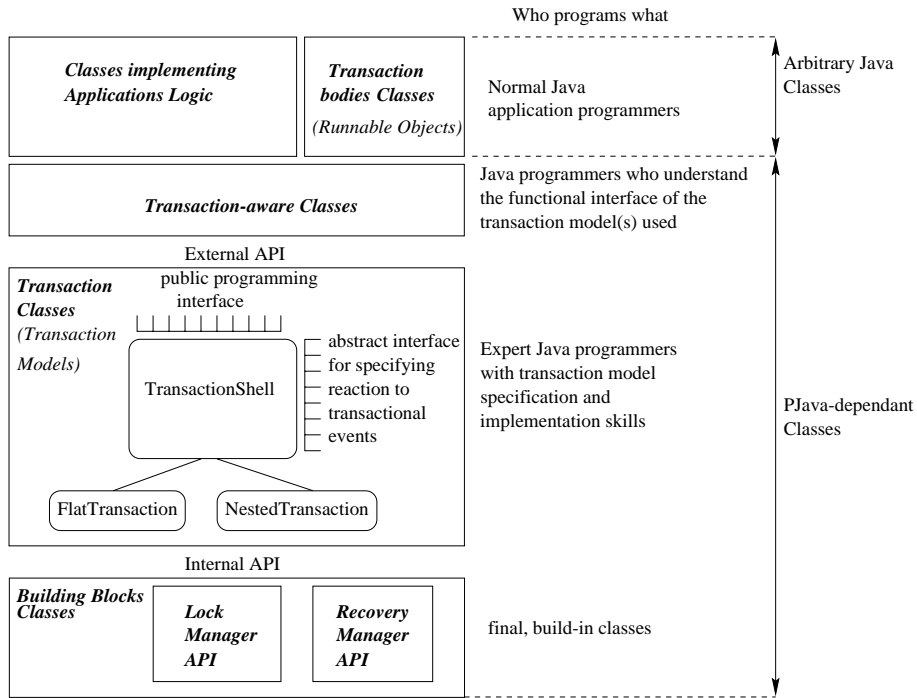 Who programs what
Classes implementing
Applications Logic
Transaction
bodies Classes
(Runnable Objects)
Normal Java
application programmers
Arbitrary Java
Classes
Transaction-aware Classes
Java programmers who understand
the functional interface of the
transaction model(s) used
External API
Transaction
Classes
(Transaction
Models)
public programming
interface
TransactionShell
abstract interface
for specifying
reaction to
transactional
events
FlatTransaction
NestedTransaction
Expert Java programmers
with transaction model
specification and
implementation skills
PJava-dependant
Classes
Internal API
Building Blocks
Classes
Lock
Manager
API
Recovery
Manager
API
final, build-in classes